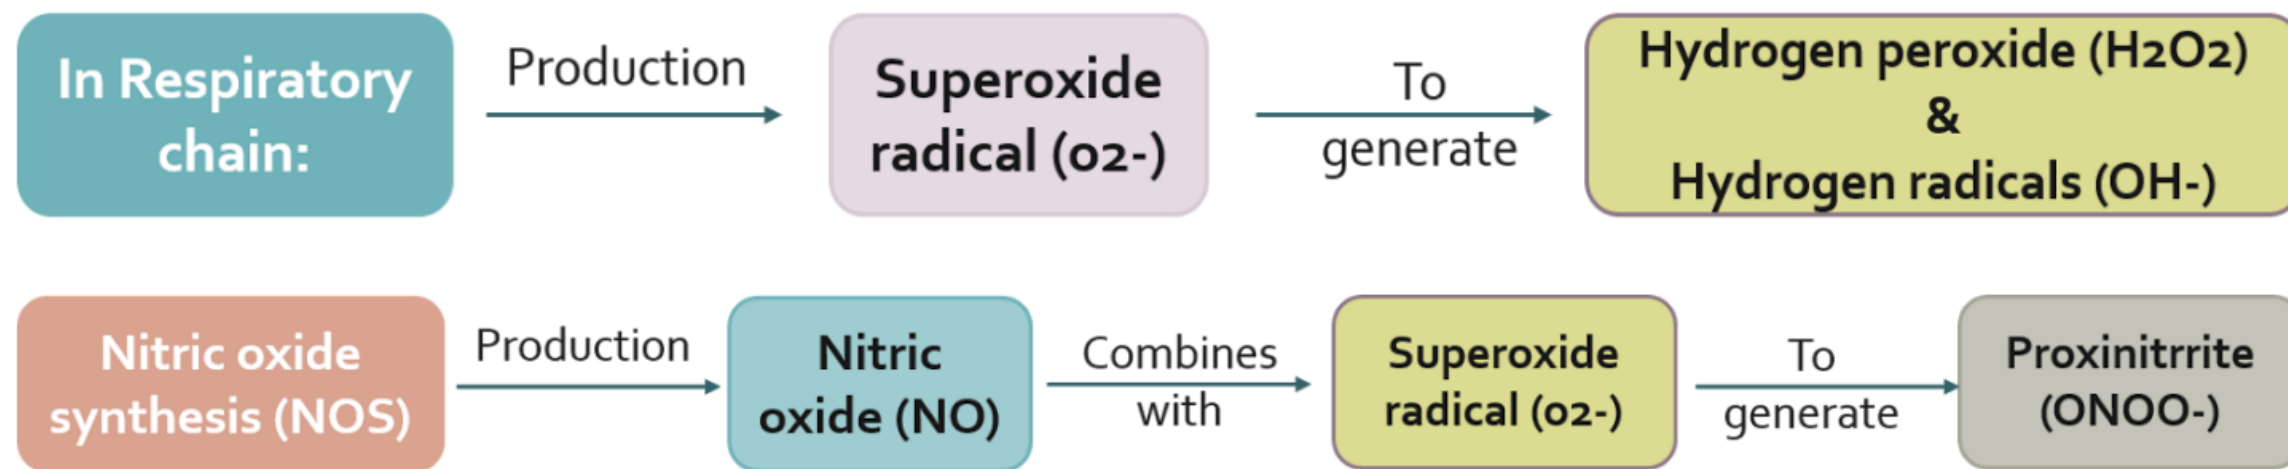 In Respiratory
chain:
Production
Superoxide
radical (o2-)
To
generate
Hydrogen peroxide (H2O2)
&
Hydrogen radicals (OH-)
Nitric oxide
synthesis (NOS)
Production
Nitric
oxide (NO)
Combines
with
Superoxide
radical (o2-)
To
generate
Proxinitrrite
(ONOO-)